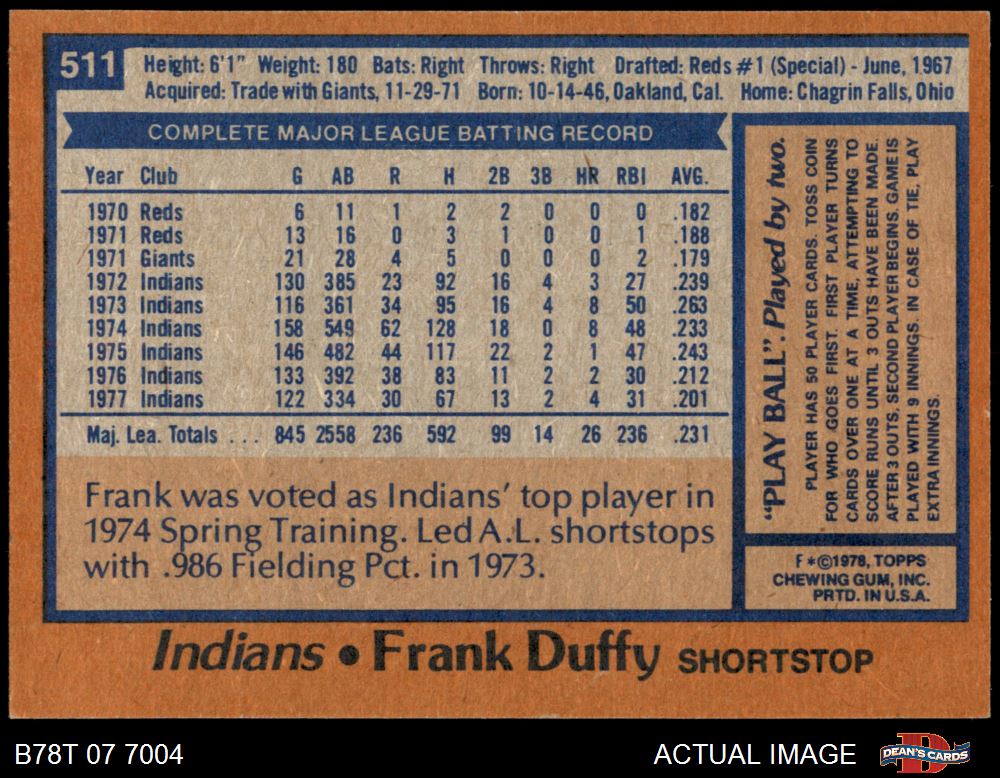 511
Height: 6'1" Weight: 180 Bats: Right Throws: Right Drafted: Reds #1 (Special) - June, 1967
Acquired: Trade with Giants, 11-29-71 Born: 10-14-46, Oakland, Cal. Home: Chagrin Falls, Ohio
COMPLETE MAJOR LEAGUE BATTING RECORD
Year Club G AB R H 2B 3B HR RBI AVG.
1970 Reds 6 11 1 2 2 0 0 0 .182
1971 Reds 13 16 0 3 1 0 0 1 .188
1971 Giants 21 28 4 5 0 0 0 2 .179
1972 Indians 130 385 23 92 16 4 3 27 .239
1973 Indians 116 361 34 95 16 4 8 50 .263
1974 Indians 158 549 62 128 18 0 8 48 .233
1975 Indians 146 482 44 117 22 2 1 47 .243
1976 Indians 133 392 38 83 11 2 2 30 .212
1977 Indians 122 334 30 67 13 2 4 31 .201
Maj. Lea. Totals . . . 845 2558 236 592 99 14 26 236 .231
Frank was voted as Indians' top player in
1974 Spring Training. Led A.L. shortstops
with .986 Fielding Pct. in 1973.
"PLAY BALL". Played by two.
PLAYER HAS 50 PLAYER CARDS. TOSS COIN
FOR WHO GOES FIRST. FIRST PLAYER TURNS
CARDS OVER ONE AT A TIME, ATTEMPTING TO
SCORE RUNS UNTIL 3 OUTS HAVE BEEN MADE.
AFTER 3 OUTS, SECOND PLAYER BEGINS. GAME IS
PLAYED WITH 9 INNINGS. IN CASE OF TIE, PLAY
EXTRA INNINGS.
F*©1978, TOPPS
CHEWING GUM, INC.
PRTD. IN U.S.A.
Indians • Frank Duffy SHORTSTOP
B78T 07 7004
ACTUAL IMAGE
D
DEAN'S CARDS